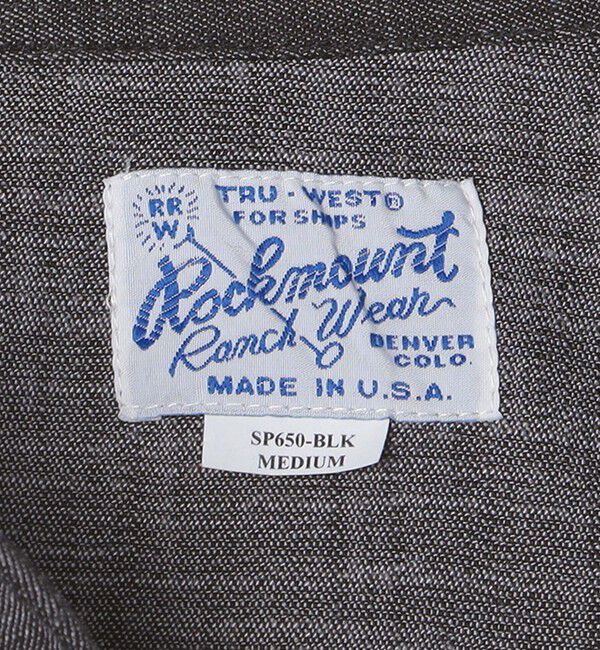 RR
W
TRU-WEST®
FOR SHIPS
Rockmount
Ranch Wear
DENVER
COLO.
MADE IN U.S.A.
SP650-BLK
MEDIUM